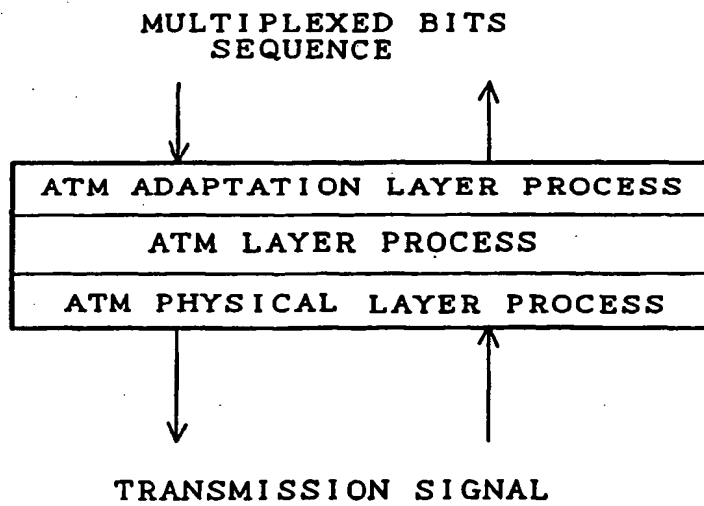 MULTIPLEXED BITS
SEQUENCE
ATM ADAPTATION LAYER PROCESS
ATM LAYER PROCESS
ATM PHYSICAL LAYER PROCESS
TRANSMISSION SIGNAL